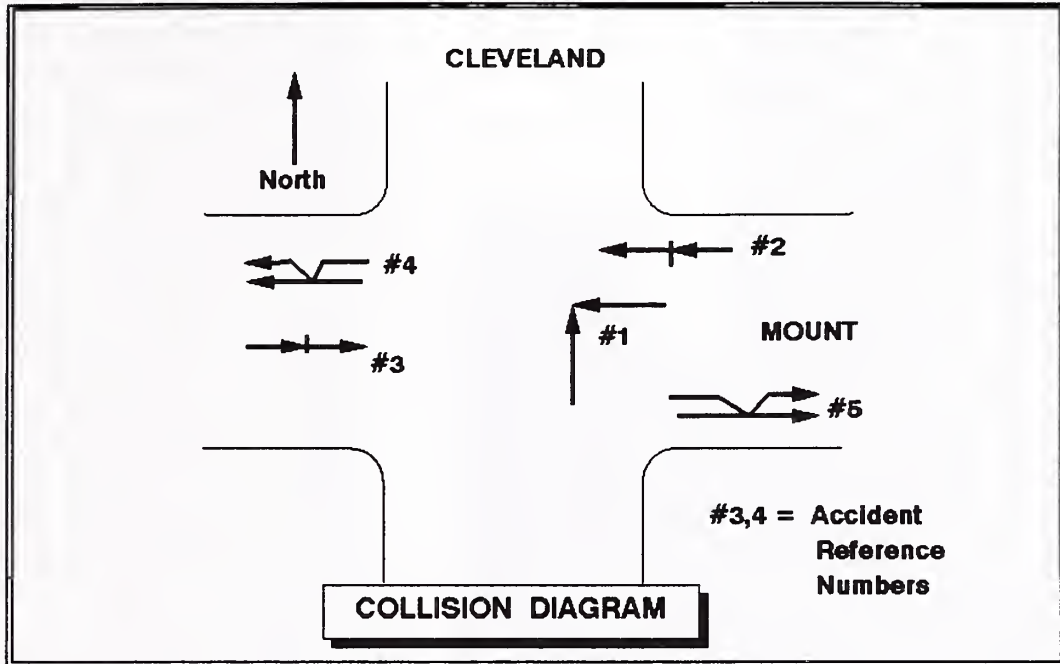 CLEVELAND
North
#4
#2
#1
MOUNT
#3
#5
#3,4 = Accident
Reference
Numbers
COLLISION DIAGRAM